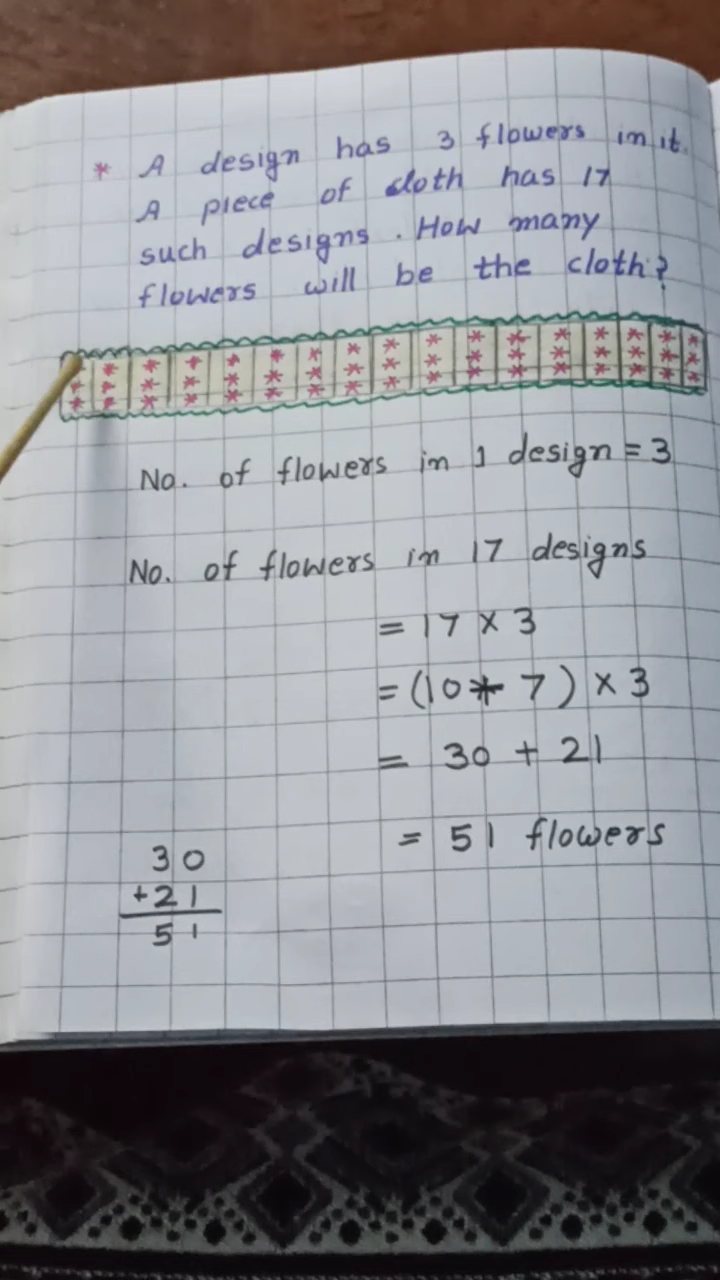 * A design has 3 flowers in it.
A piece of cloth has 17
such designs. How many
flowers will be the cloth?
No. of flowers in 1 design = 3
No. of flowers in 17 designs
= 17 × 3
= (10 + 7) × 3
= 30 + 21
= 51 flowers
30
+21
51